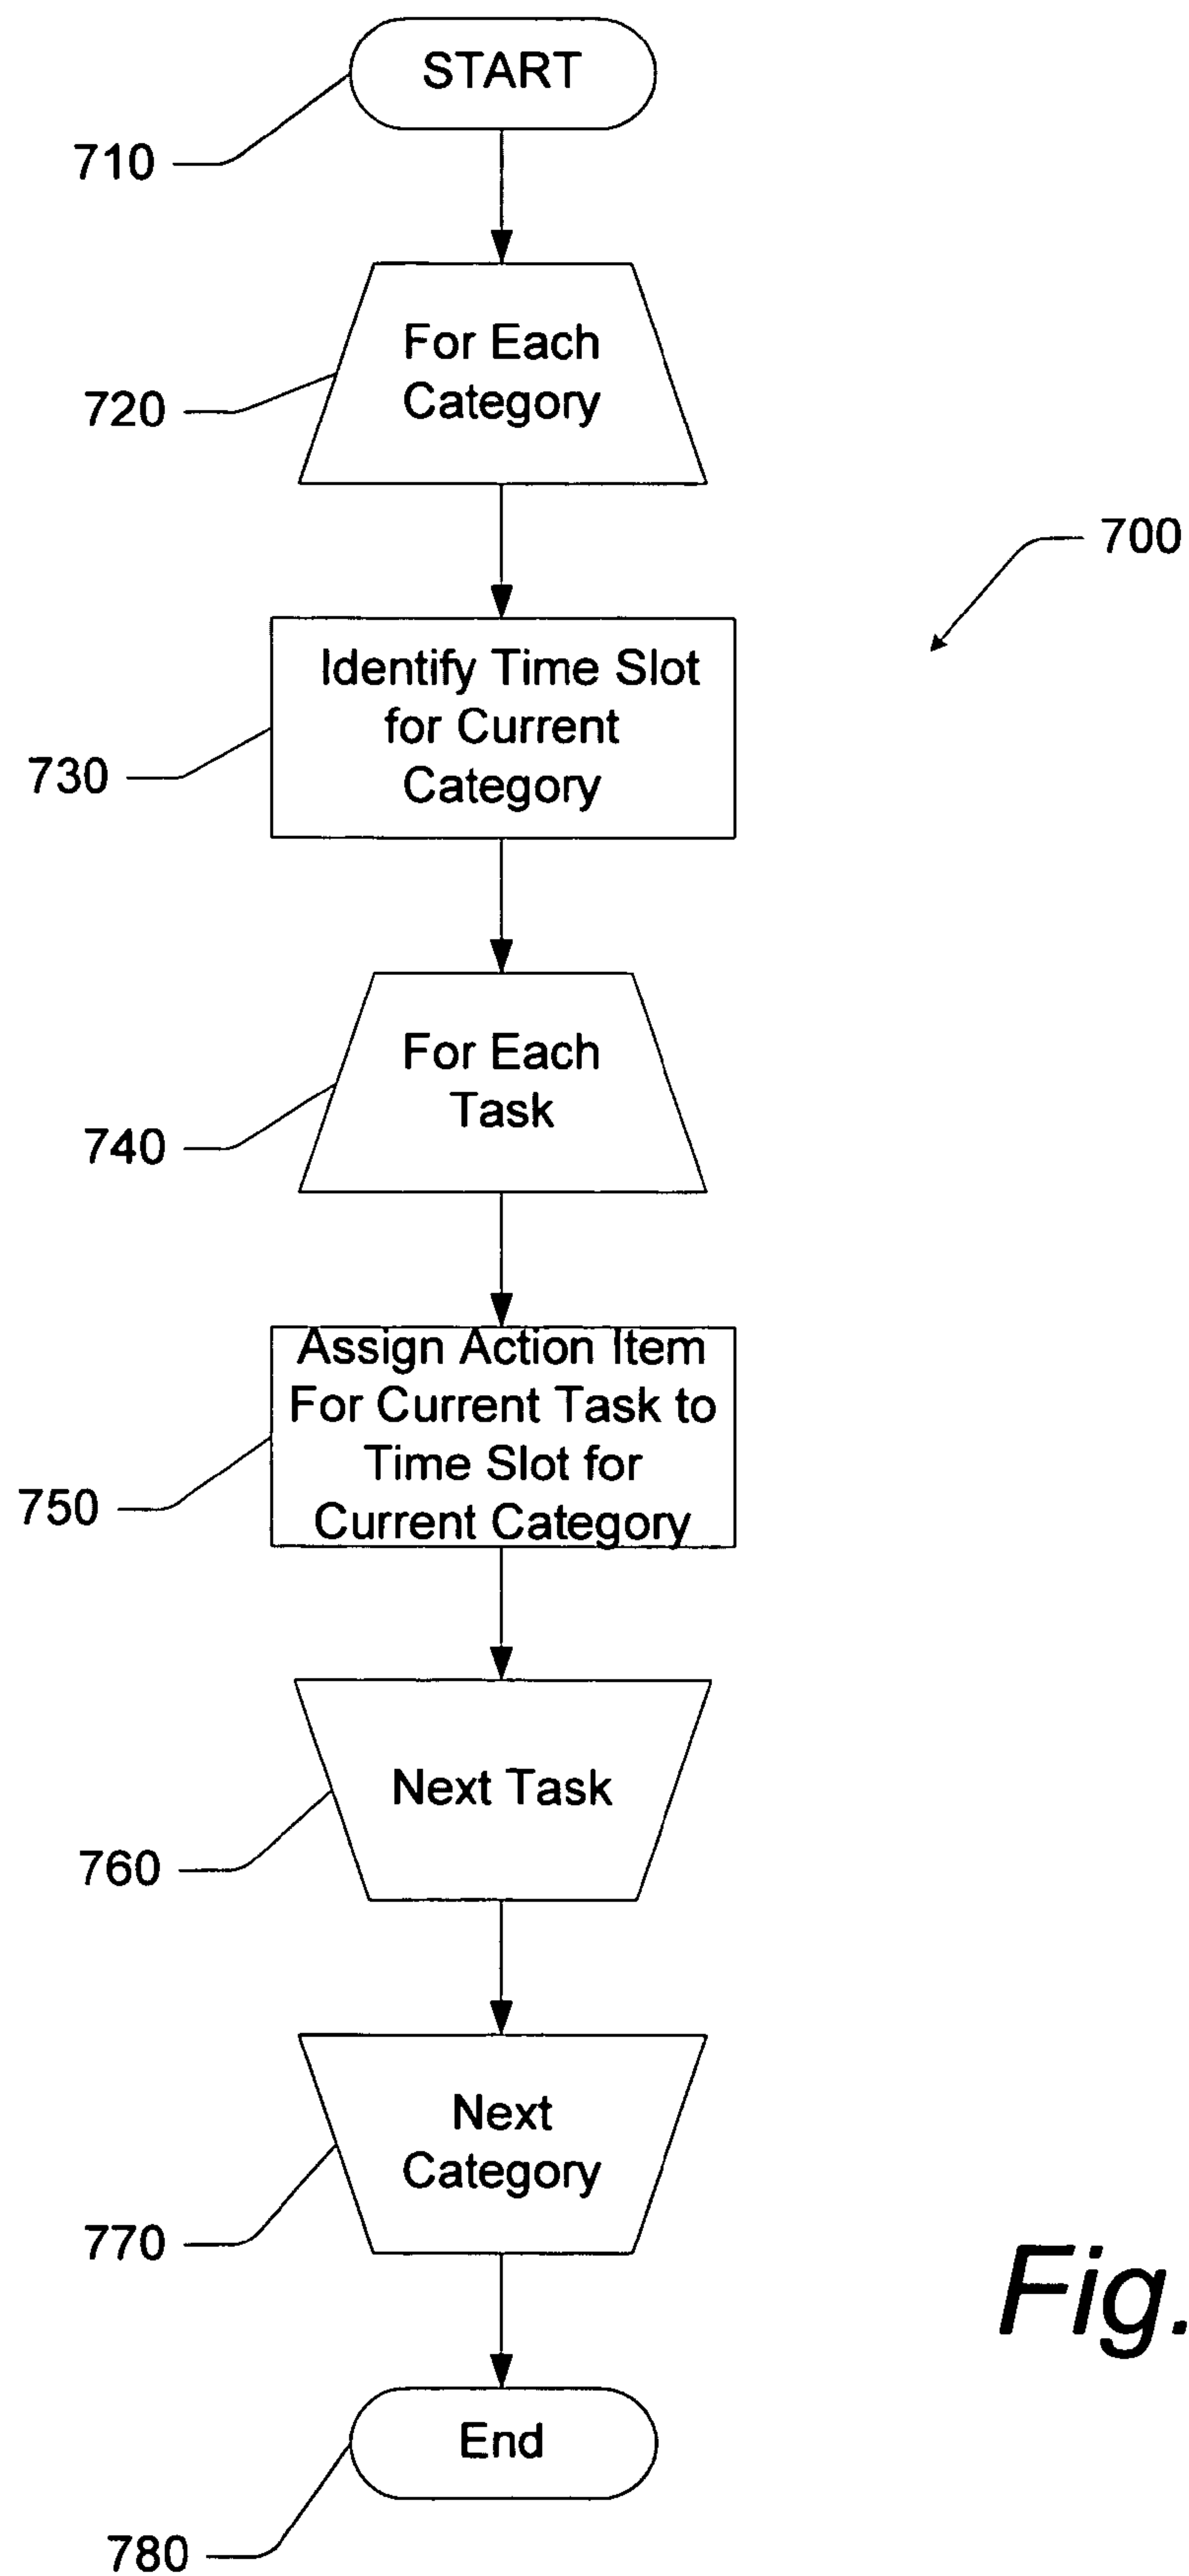 START
710
For Each
Category
720
700
Identify Time Slot
for Current
Category
730
For Each
Task
740
Assign Action Item
For Current Task to
Time Slot for
Current Category
750
Next Task
760
Next
Category
770
Fig.
End
780